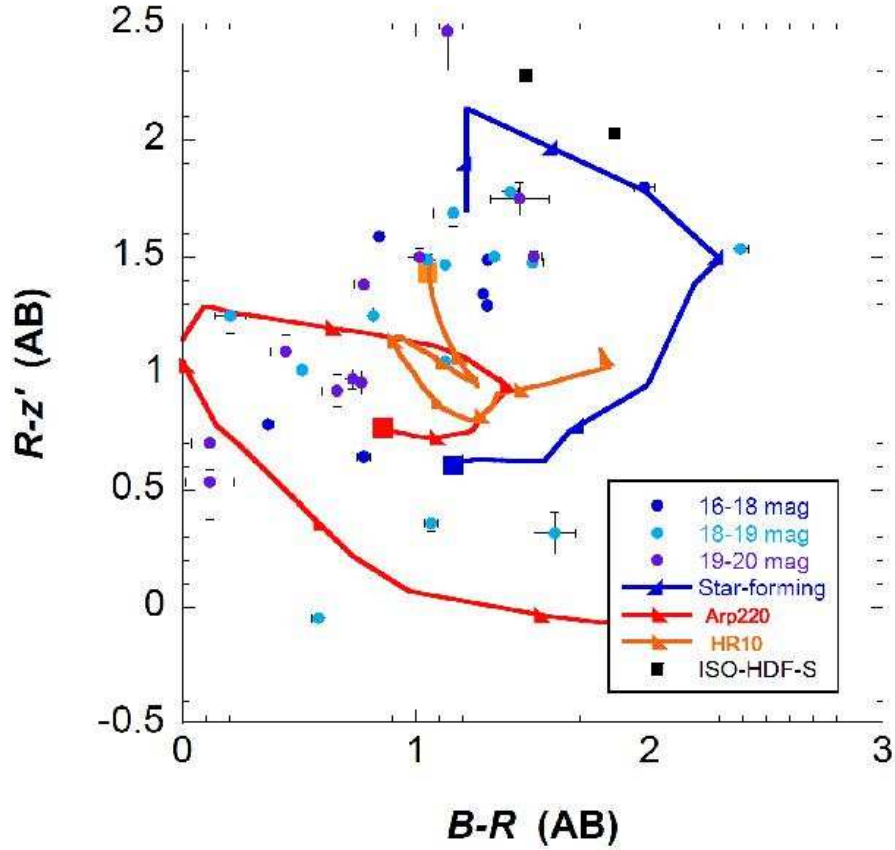 2.5
2
1.5
1
0.5
0
-0.5
R-z' (AB)
0
1
2
3
B-R (AB)
16-18 mag
18-19 mag
19-20 mag
Star-forming
Arp220
HR10
ISO-HDF-S